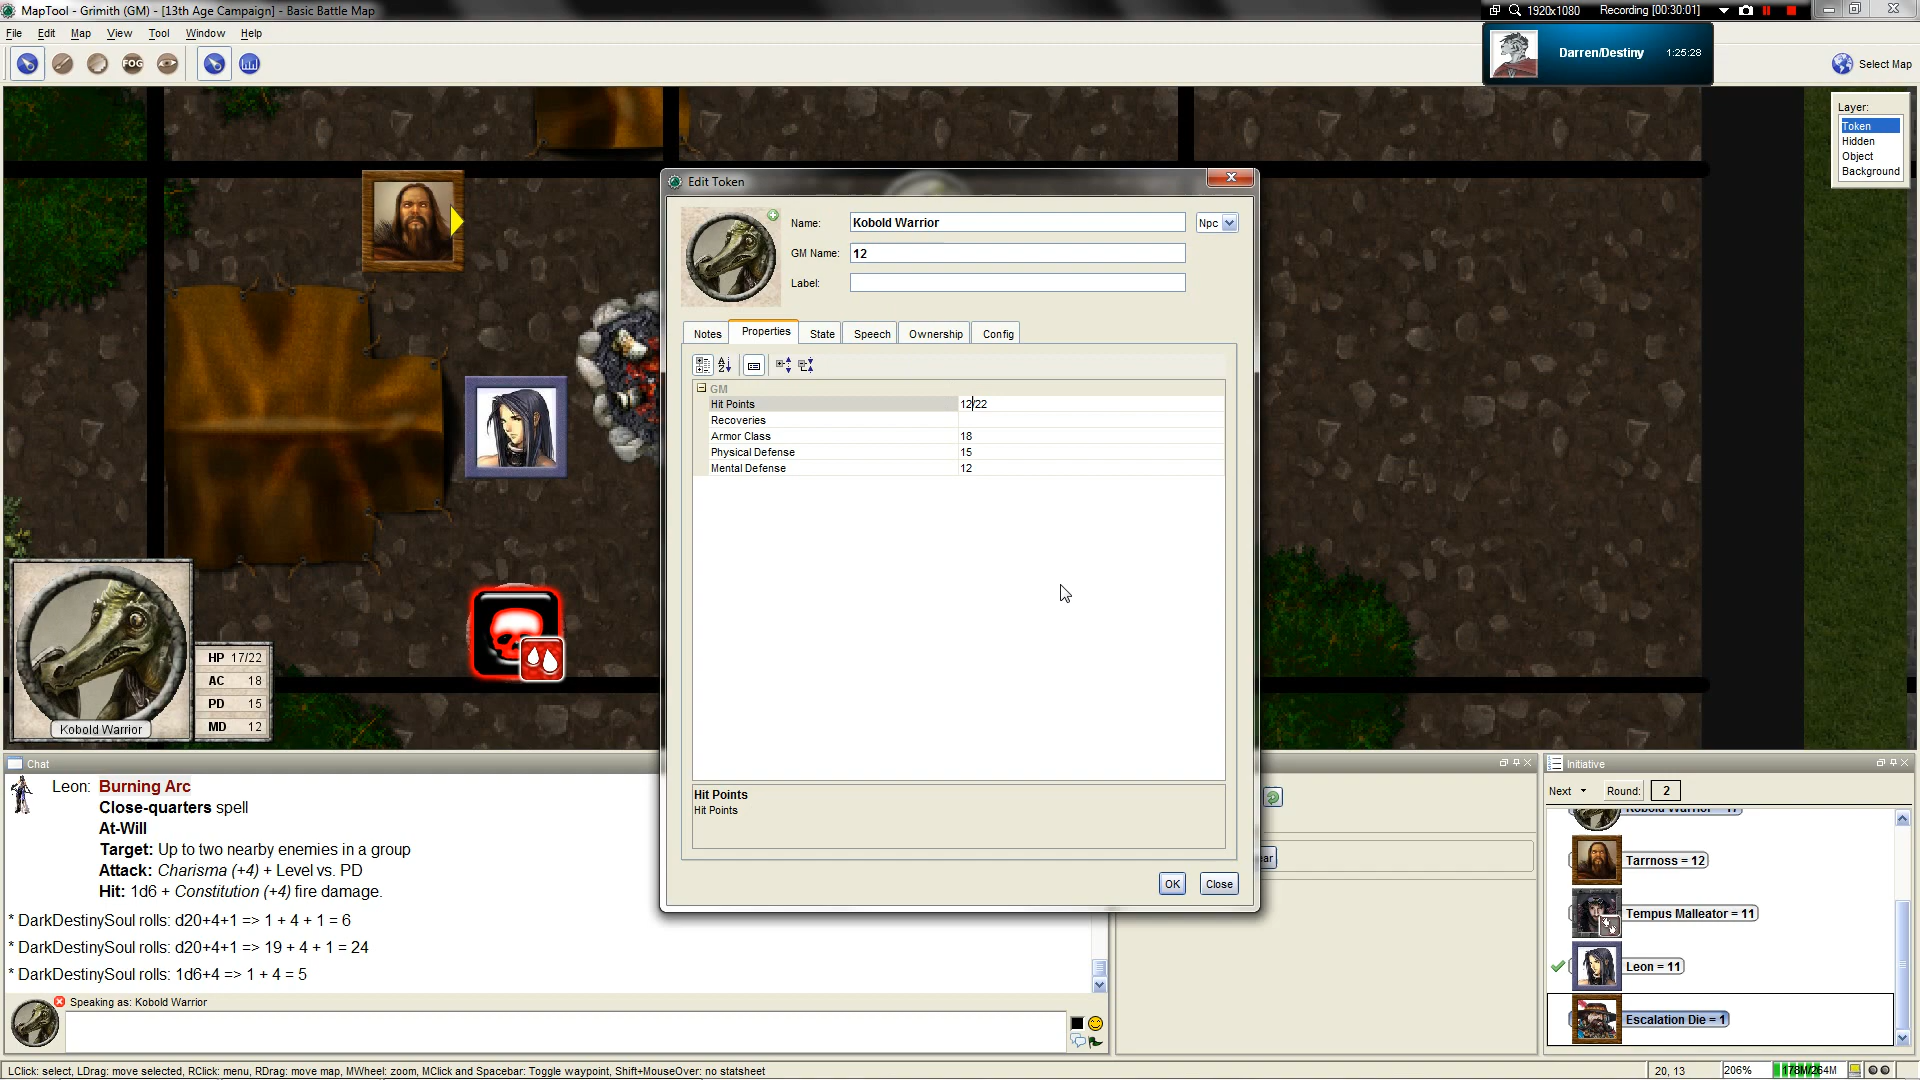 MapTool - Grimith (GM) - [13th Age Campaign] - Basic Battle Map
1920x1080
Recording [00:30:01]
File Edit Map View Tool Window Help
FOG
Darren/Destiny 1:25:28
Select Map
Layer:
Token
Hidden
Object
Background
Edit Token
Name: Kobold Warrior Npc
GM Name: 12
Label:
Notes Properties State Speech Ownership Config
GM
Hit Points 12/22
Recoveries
Armor Class 18
Physical Defense 15
Mental Defense 12
Hit Points
Hit Points
OK Close
HP 17/22
AC 18
PD 15
MD 12
Kobold Warrior
Chat
Leon: Burning Arc
Close-quarters spell
At-Will
Target: Up to two nearby enemies in a group
Attack: Charisma (+4) + Level vs. PD
Hit: 1d6 + Constitution (+4) fire damage.
* DarkDestinySoul rolls: d20+4+1 => 1 + 4 + 1 = 6
* DarkDestinySoul rolls: d20+4+1 => 19 + 4 + 1 = 24
* DarkDestinySoul rolls: 1d6+4 => 1 + 4 = 5
Speaking as: Kobold Warrior
ear
Initiative
Next Round: 2
Kobold Warrior = 17
Tarrnoss = 12
Tempus Malleator = 11
Leon = 11
Escalation Die = 1
LClick: select, LDrag: move selected, RClick: menu, RDrag: move map, MWheel: zoom, MClick and Spacebar: Toggle waypoint, Shift+MouseOver: no statsheet
20, 13
206%
178M/264M